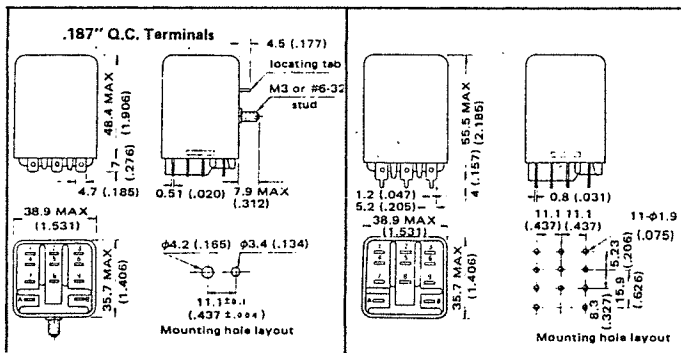 .187" Q.C. Terminals
4.5 (.177)
locating tab
M3 or #6-32
stud
48.4 MAX
(1.906)
7
(.276)
4.7 (.185)
0.51 (.020)
7.9 MAX
(.312)
38.9 MAX
(1.531)
35.7 MAX
(1.406)
φ4.2 (.165)
φ3.4 (.134)
11.1±0.1
(.437 ±.004)
Mounting hole layout
55.5 MAX
(2.185)
4 (.157)
1.2 (.047)
5.2 (.205)
0.8 (.031)
38.9 MAX
(1.531)
35.7 MAX
(1.406)
11.1 11.1
(.437) (.437)
11-φ1.9
(.075)
5.23
(.206)
15.9
(.626)
8.3
(.327)
Mounting hole layout